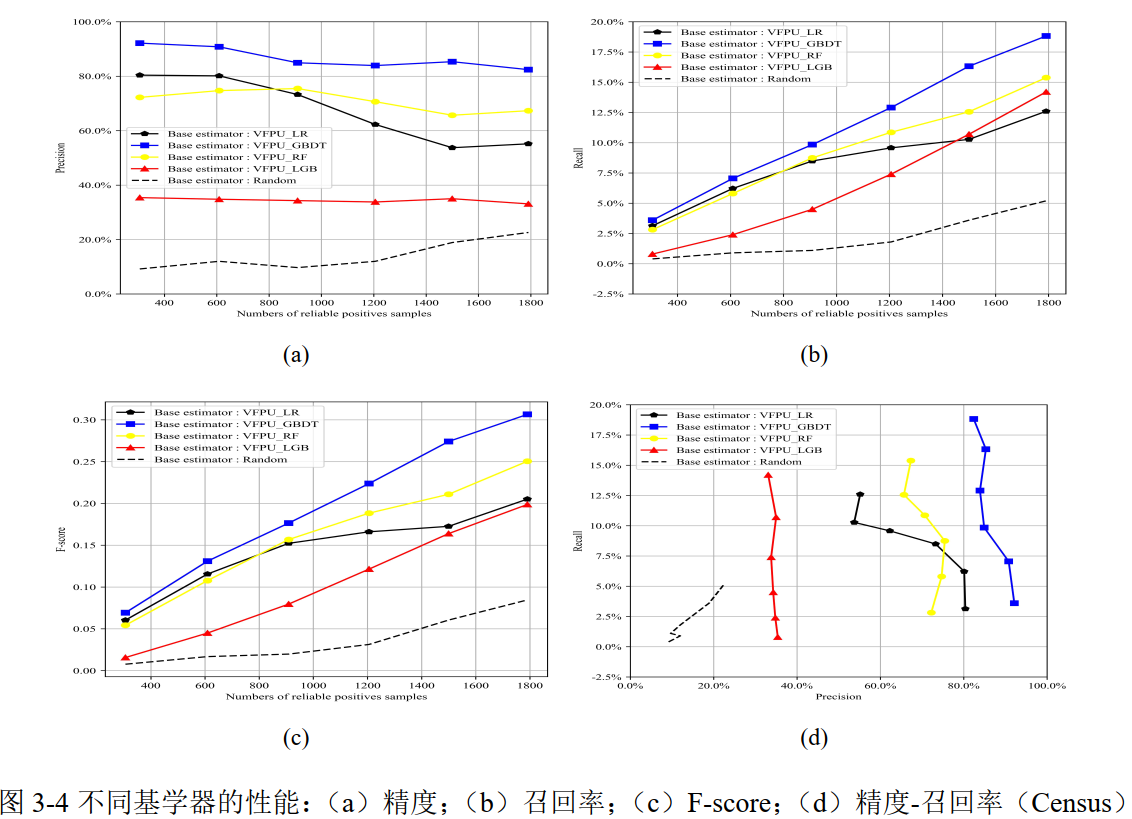 100.0%
80.0%
60.0%
40.0%
20.0%
0.0%
Precision
Base estimator : VFPU_LR
Base estimator : VFPU_GBDT
Base estimator : VFPU_RF
Base estimator : VFPU_LGB
Base estimator : Random
400 600 800 1000 1200 1400 1600 1800
Numbers of reliable positives samples
(a)
20.0%
17.5%
15.0%
12.5%
10.0%
7.5%
5.0%
2.5%
0.0%
-2.5%
Recall
Base estimator : VFPU_LR
Base estimator : VFPU_GBDT
Base estimator : VFPU_RF
Base estimator : VFPU_LGB
Base estimator : Random
400 600 800 1000 1200 1400 1600 1800
Numbers of reliable positives samples
(b)
0.30
0.25
0.20
0.15
0.10
0.05
0.00
F-score
Base estimator : VFPU_LR
Base estimator : VFPU_GBDT
Base estimator : VFPU_RF
Base estimator : VFPU_LGB
Base estimator : Random
400 600 800 1000 1200 1400 1600 1800
Numbers of reliable positives samples
(c)
20.0%
17.5%
15.0%
12.5%
10.0%
7.5%
5.0%
2.5%
0.0%
-2.5%
Recall
Base estimator : VFPU_LR
Base estimator : VFPU_GBDT
Base estimator : VFPU_RF
Base estimator : VFPU_LGB
Base estimator : Random
0.0% 20.0% 40.0% 60.0% 80.0% 100.0%
Precision
(d)
图 3-4 不同基学器的性能：（a）精度；（b）召回率；（c）F-score；（d）精度-召回率（Census）